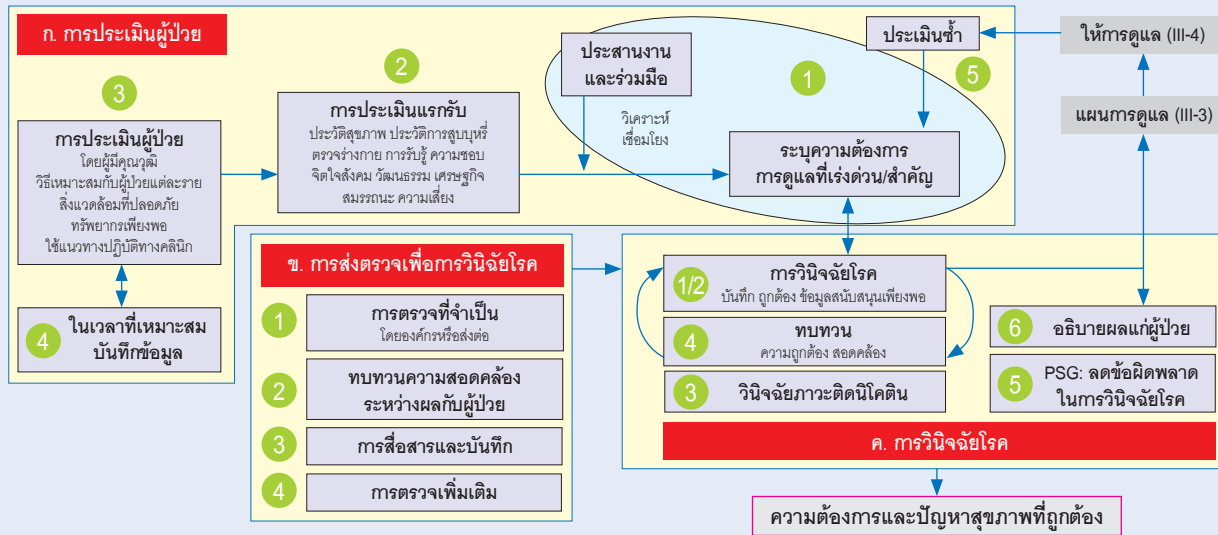 ก. การประเมินผู้ป่วย
3
การประเมินผู้ป่วย
โดยผู้มีคุณวุฒิ
วิธีเหมาะสมกับผู้ป่วยแต่ละราย
สิ่งแวดล้อมที่ปลอดภัย
ทรัพยากรเพียงพอ
ใช้แนวทางปฏิบัติทางคลินิก
4
ในเวลาที่เหมาะสม
บันทึกข้อมูล
2
การประเมินแรกรับ
ประวัติสุขภาพ ประวัติการสูบบุหรี่
ตรวจร่างกาย การรับรู้ ความชอบ
จิตใจสังคม วัฒนธรรม เศรษฐกิจ
สมรรถนะ ความเสี่ยง
ประสานงาน
และร่วมมือ
วิเคราะห์
เชื่อมโยง
1
ประเมินซ้ำ
5
ระบุความต้องการ
การดูแลที่เร่งด่วน/สำคัญ
ให้การดูแล (III-4)
แผนการดูแล (III-3)
ข. การส่งตรวจเพื่อการวินิฉัยโรค
1
การตรวจที่จำเป็น
โดยองค์กรหรือส่งต่อ
2
ทบทวนความสอดคล้อง
ระหว่างผลกับผู้ป่วย
3
การสื่อสารและบันทึก
4
การตรวจเพิ่มเติม
1/2
การวินิจฉัยโรค
บันทึก ถูกต้อง ข้อมูลสนับสนุนเพียงพอ
4
ทบทวน
ความถูกต้อง สอดคล้อง
3
วินิจฉัยภาวะติดนิโคติน
6
อธิบายผลแก่ผู้ป่วย
5
PSG: ลดข้อผิดพลาด
ในการวินิจฉัยโรค
ค. การวินิจฉัยโรค
ความต้องการและปัญหาสุขภาพที่ถูกต้อง